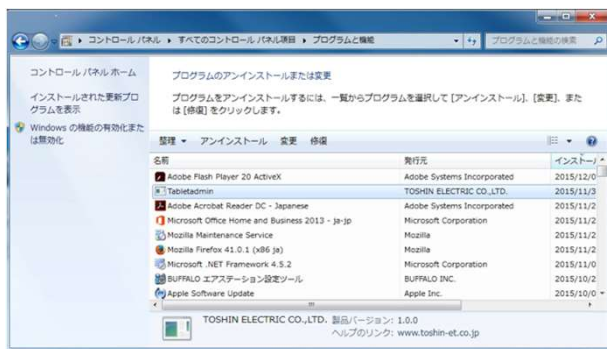 コントロール パネル ▸ すべてのコントロール パネル項目 ▸ プログラムと機能
プログラムと機能の検索
コントロール パネル ホーム
インストールされた更新プログラムを表示
Windows の機能の有効化または無効化
プログラムのアンインストールまたは変更
プログラムをアンインストールするには、一覧からプログラムを選択して [アンインストール]、[変更]、また
は [修復] をクリックします。
整理 アンインストール 変更 修復
名前 発行元 インストール
Adobe Flash Player 20 ActiveX Adobe Systems Incorporated 2015/12/0
Tabletadmin TOSHIN ELECTRIC CO.,LTD. 2015/11/3
Adobe Acrobat Reader DC - Japanese Adobe Systems Incorporated 2015/11/2
Microsoft Office Home and Business 2013 - ja-jp Microsoft Corporation 2015/11/2
Mozilla Maintenance Service Mozilla 2015/11/2
Mozilla Firefox 41.0.1 (x86 ja) Mozilla 2015/11/2
Microsoft .NET Framework 4.5.2 Microsoft Corporation 2015/11/0
BUFFALO エアステーション設定ツール BUFFALO INC. 2015/10/2
Apple Software Update Apple Inc. 2015/10/0
TOSHIN ELECTRIC CO.,LTD. 製品バージョン: 1.0.0
ヘルプのリンク: www.toshin-et.co.jp